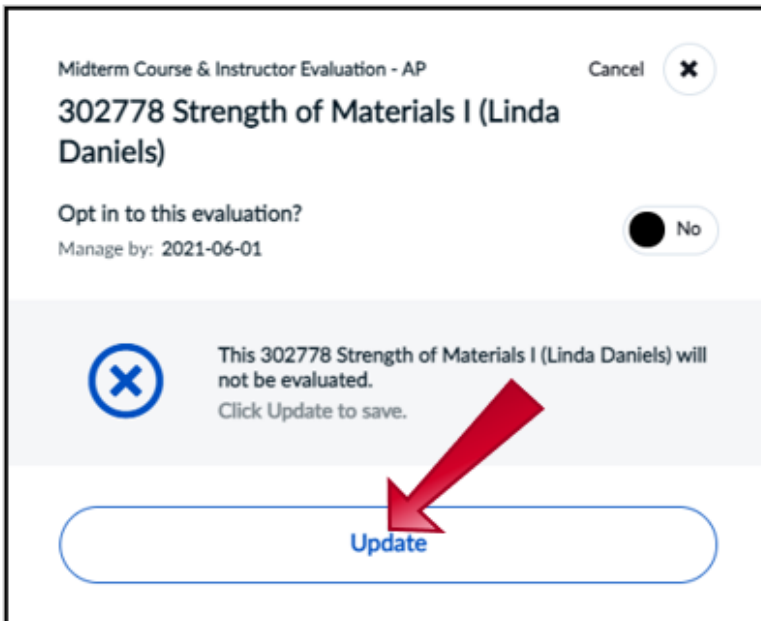 Midterm Course & Instructor Evaluation - AP
Cancel
302778 Strength of Materials I (Linda
Daniels)
Opt in to this evaluation?
No
Manage by: 2021-06-01
This 302778 Strength of Materials I (Linda Daniels) will
not be evaluated.
Click Update to save.
Update